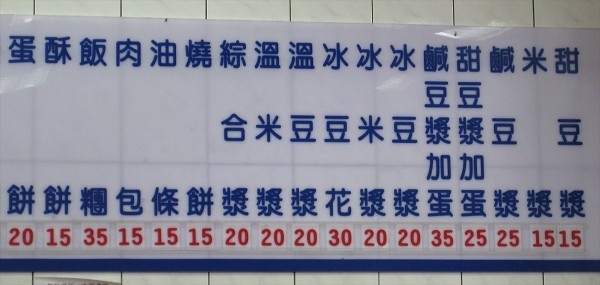 甜豆漿 15
米漿 15
鹹豆漿 25
甜豆漿加蛋 25
鹹豆漿加蛋 35
冰豆漿 20
冰米漿 20
冰豆花 30
溫豆漿 20
溫米漿 20
綜合漿 20
燒餅 15
油條 15
肉包 15
飯糰 35
酥餅 15
蛋餅 20